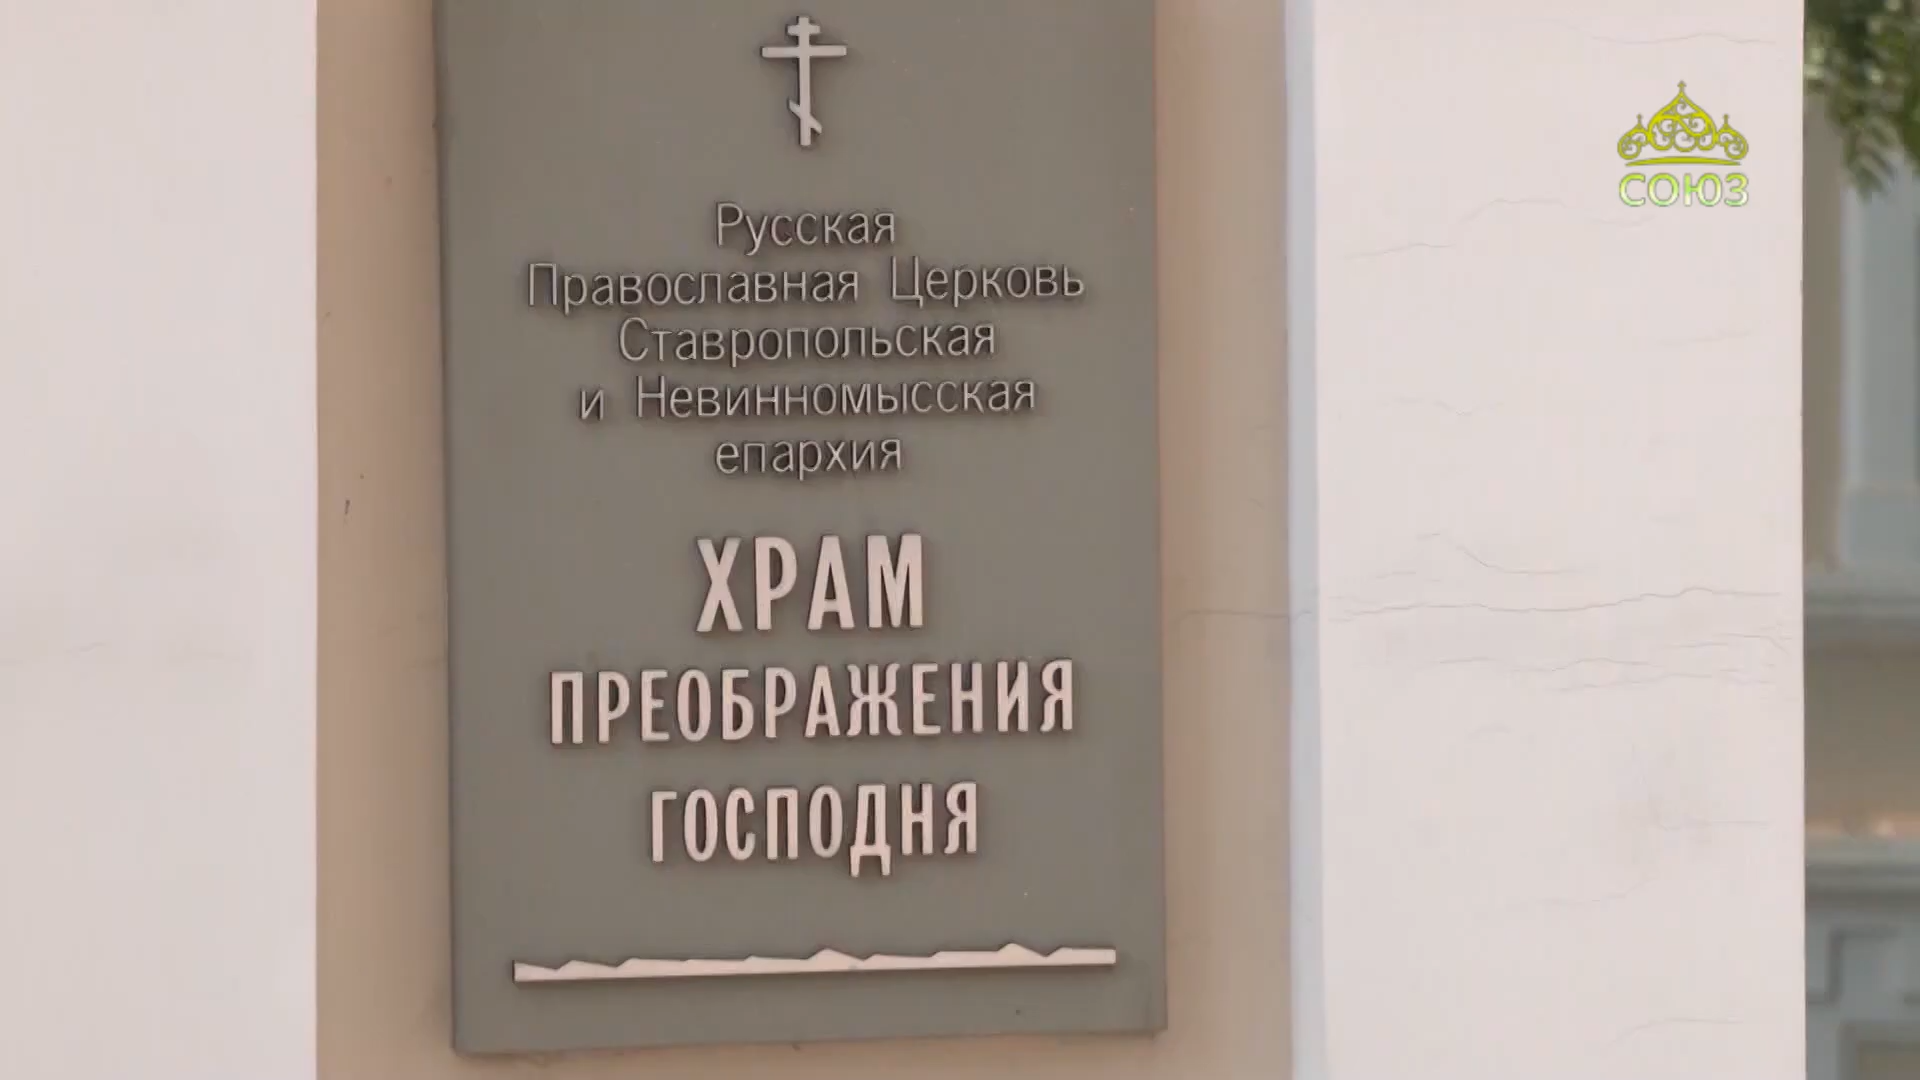 СОЮЗ
Русская
Православная Церковь
Ставропольская
и Невинномысская
епархия
ХРАМ
ПРЕОБРАЖЕНИЯ
ГОСПОДНЯ